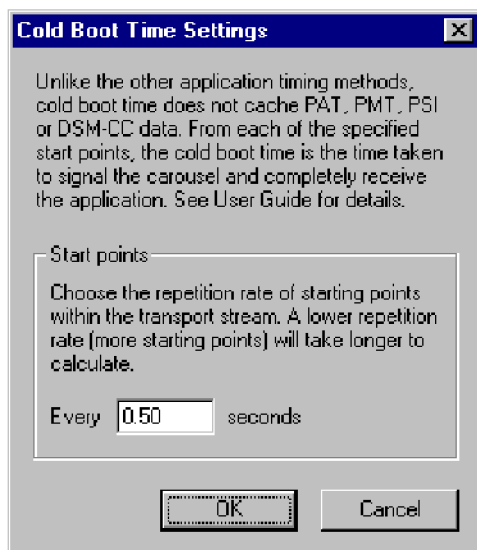 Cold Boot Time Settings
Unlike the other application timing methods,
cold boot time does not cache PAT, PMT, PSI
or DSM-CC data. From each of the specified
start points, the cold boot time is the time taken
to signal the carousel and completely receive
the application. See User Guide for details.
Start points
Choose the repetition rate of starting points
within the transport stream. A lower repetition
rate (more starting points) will take longer to
calculate.
Every 0.50 seconds
OK Cancel